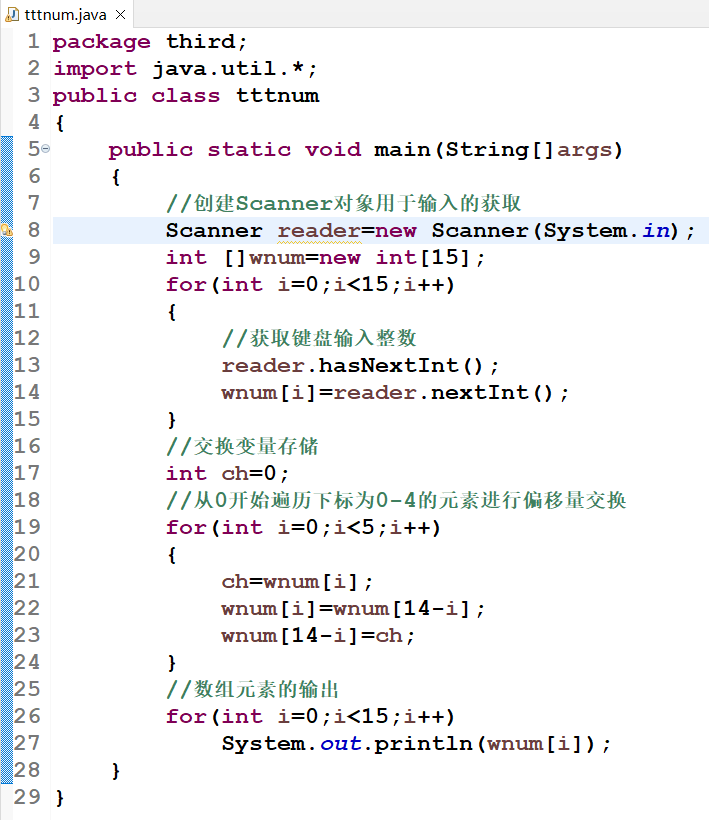 tttnum.java
1 package third;
2 import java.util.*;
3 public class tttnum
4 {
5     public static void main(String[]args)
6     {
7         //创建Scanner对象用于输入的获取
8         Scanner reader=new Scanner(System.in);
9         int []wnum=new int[15];
10         for(int i=0;i<15;i++)
11         {
12             //获取键盘输入整数
13             reader.hasNextInt();
14             wnum[i]=reader.nextInt();
15         }
16         //交换变量存储
17         int ch=0;
18         //从0开始遍历下标为0-4的元素进行偏移量交换
19         for(int i=0;i<5;i++)
20         {
21             ch=wnum[i];
22             wnum[i]=wnum[14-i];
23             wnum[14-i]=ch;
24         }
25         //数组元素的输出
26         for(int i=0;i<15;i++)
27             System.out.println(wnum[i]);
28     }
29 }